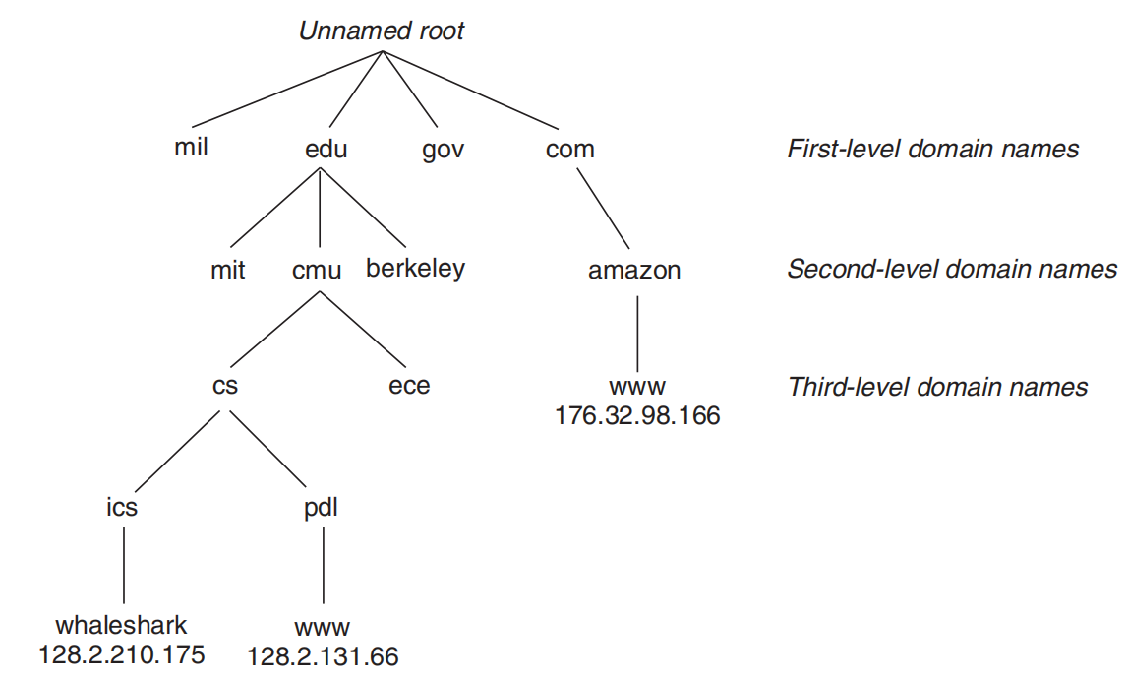 Unnamed root
mil edu gov com First-level domain names
mit cmu berkeley amazon Second-level domain names
cs ece www Third-level domain names
176.32.98.166
ics pdl
whaleshark www
128.2.210.175 128.2.131.66